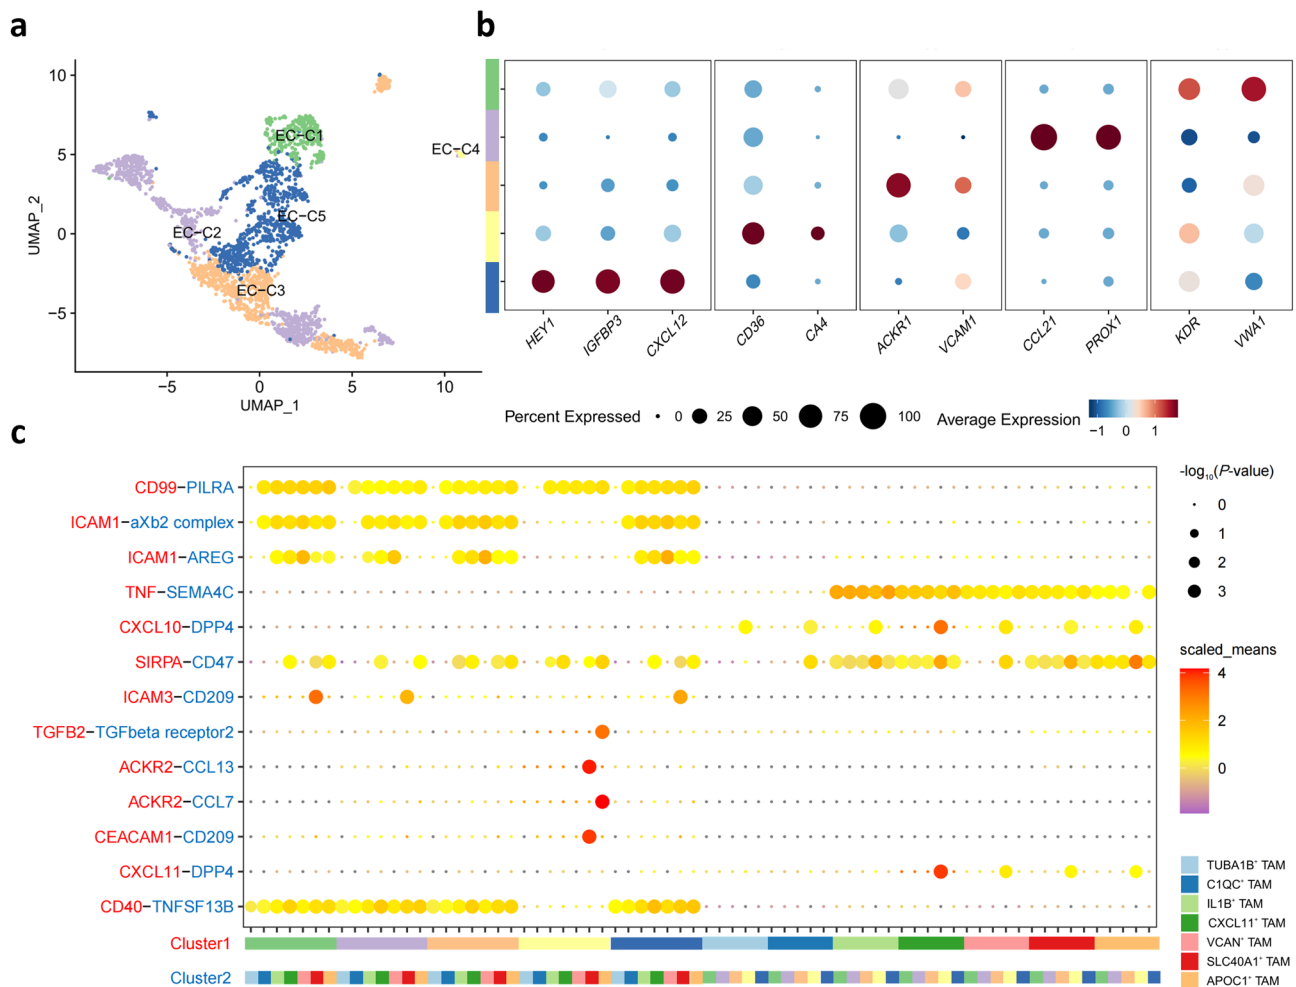 a
10
5
0
−5
UMAP_2
−5
0
5
10
UMAP_1
EC−C1
EC−C4
EC−C5
EC−C2
EC−C3
b
HEY1
IGFBP3
CXCL12
CD36
CA4
ACKR1
VCAM1
CCL21
PROX1
KDR
VWA1
Percent Expressed 0 25 50 75 100
Average Expression
−1 0 1
c
CD99−PILRA
ICAM1−aXb2 complex
ICAM1−AREG
TNF−SEMA4C
CXCL10−DPP4
SIRPA−CD47
ICAM3−CD209
TGFB2−TGFbeta receptor2
ACKR2−CCL13
ACKR2−CCL7
CEACAM1−CD209
CXCL11−DPP4
CD40−TNFSF13B
Cluster1
Cluster2
-log10(P-value)
0
1
2
3
scaled_means
4
2
0
TUBA1B+ TAM
C1QC+ TAM
IL1B+ TAM
CXCL11+ TAM
VCAN+ TAM
SLC40A1+ TAM
APOC1+ TAM